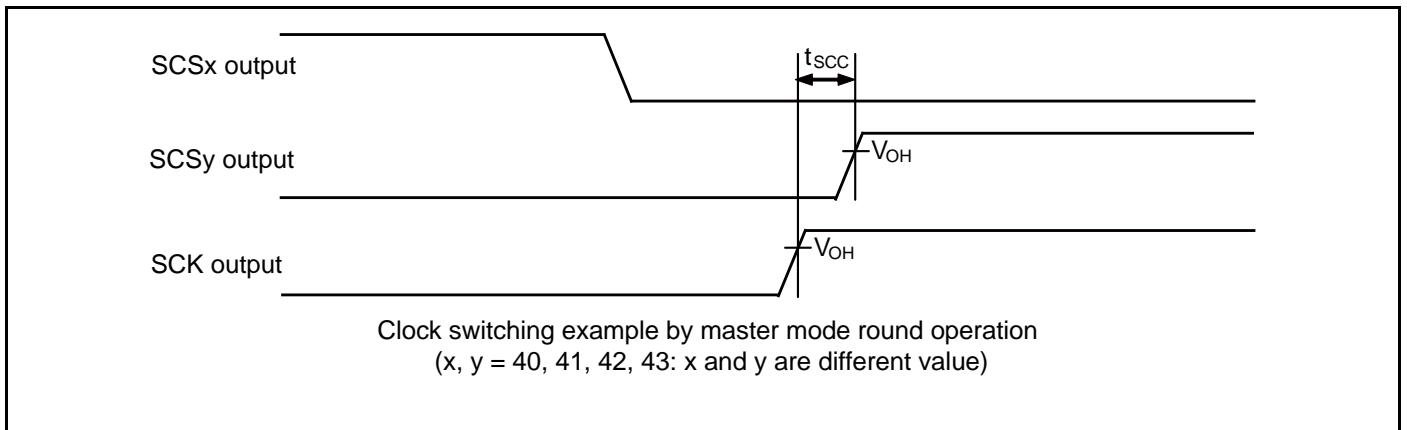 SCSx output
tSCC
SCSy output
VOH
SCK output
VOH
Clock switching example by master mode round operation
(x, y = 40, 41, 42, 43: x and y are different value)